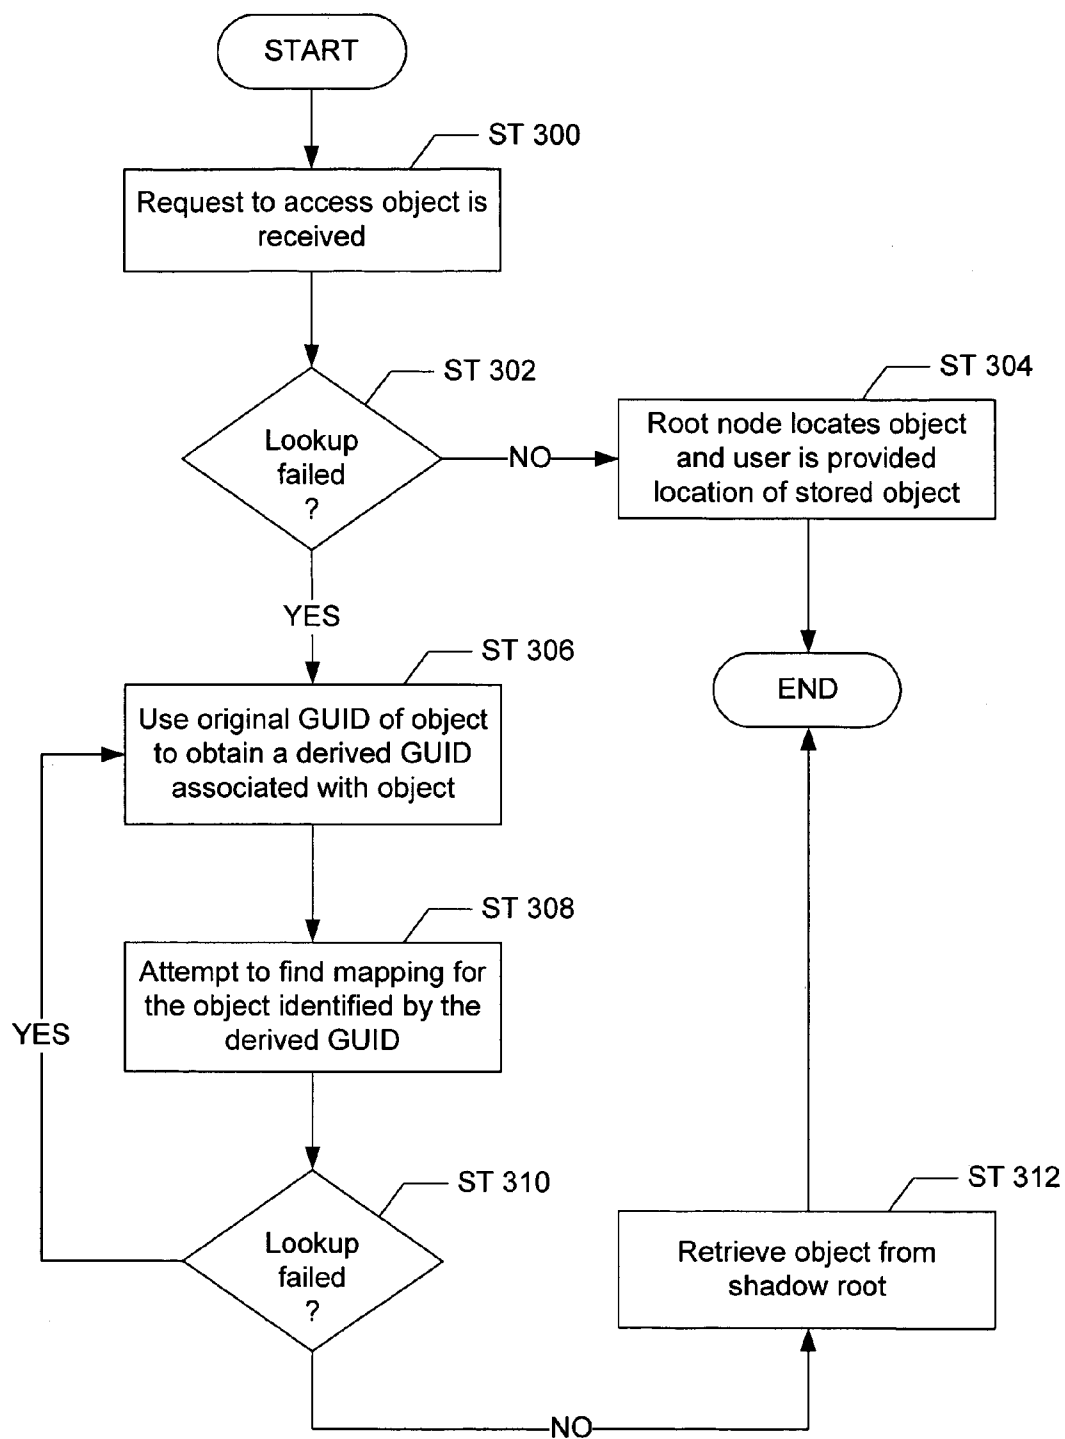 START
ST 300
Request to access object is
received
ST 302
Lookup
failed
?
NO
ST 304
Root node locates object
and user is provided
location of stored object
YES
ST 306
Use original GUID of object
to obtain a derived GUID
associated with object
END
ST 308
Attempt to find mapping for
the object identified by the
derived GUID
YES
ST 310
Lookup
failed
?
ST 312
Retrieve object from
shadow root
NO